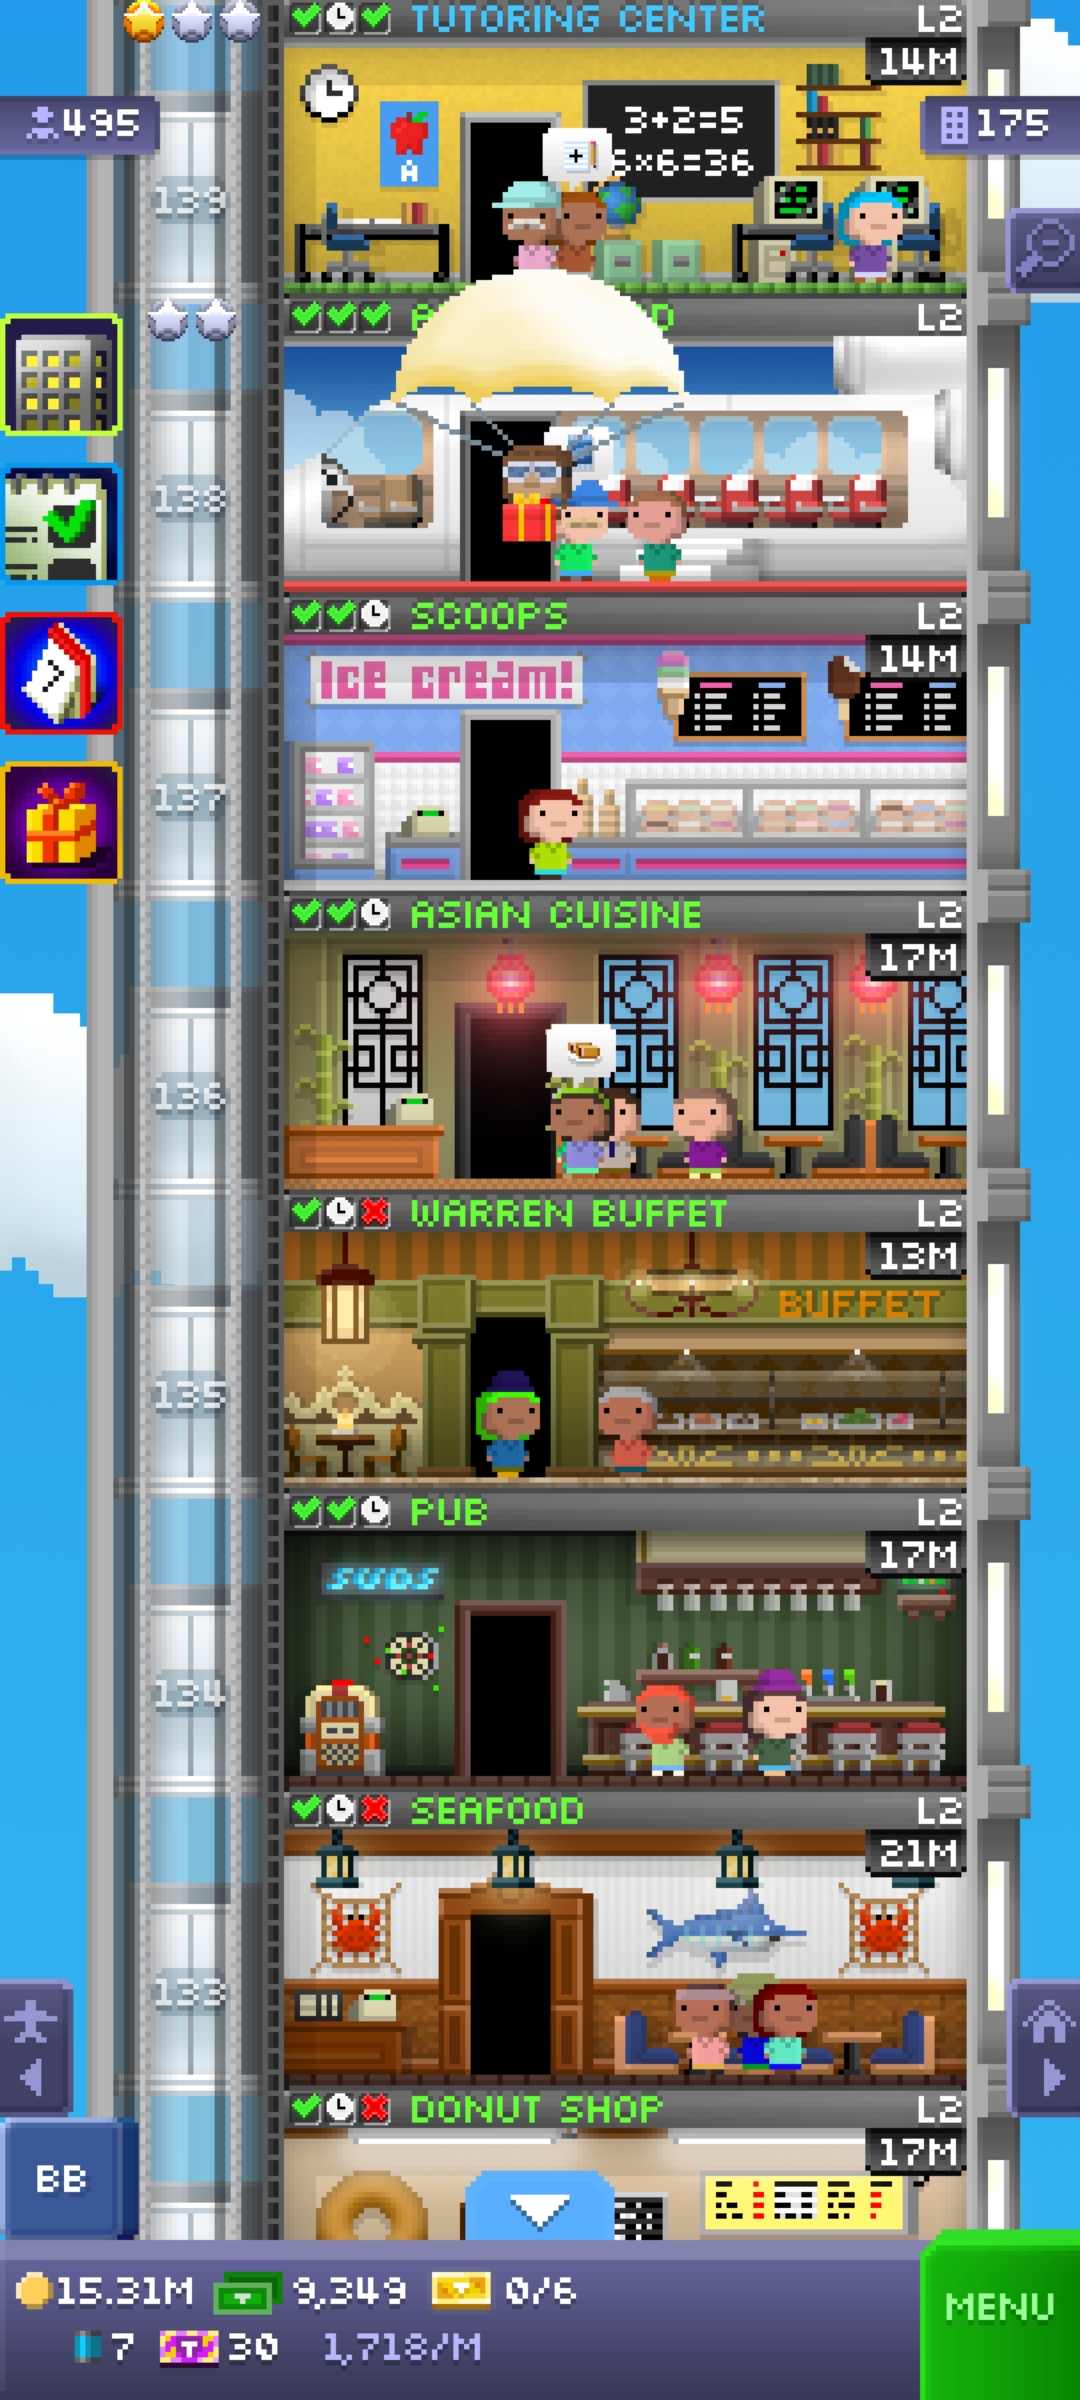 TUTORING CENTER L2
14M
495
175
3+2=5
6x6=36
A
139
L2
138
SCOOPS L2
14M
Ice cream!
137
ASIAN CUISINE L2
17M
136
WARREN BUFFET L2
13M
BUFFET
135
PUB L2
17M
SUDS
134
SEAFOOD L2
21M
133
DONUT SHOP L2
17M
BB
15.31M 9,349 0/6
MENU
7 T 30 1,718/M